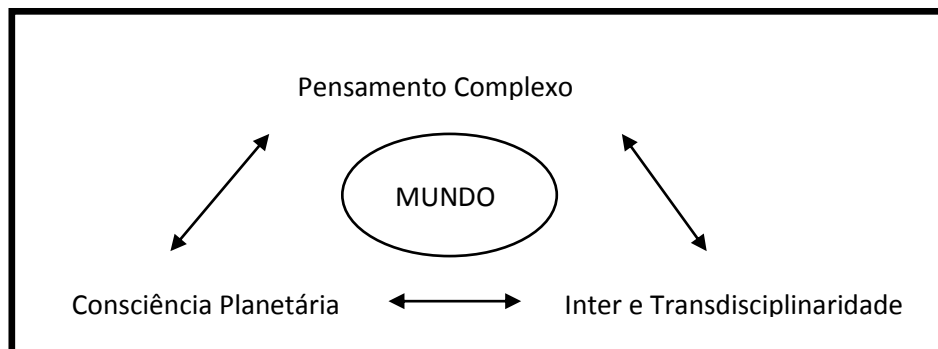 Pensamento Complexo
MUNDO
Consciência Planetária
Inter e Transdisciplinaridade